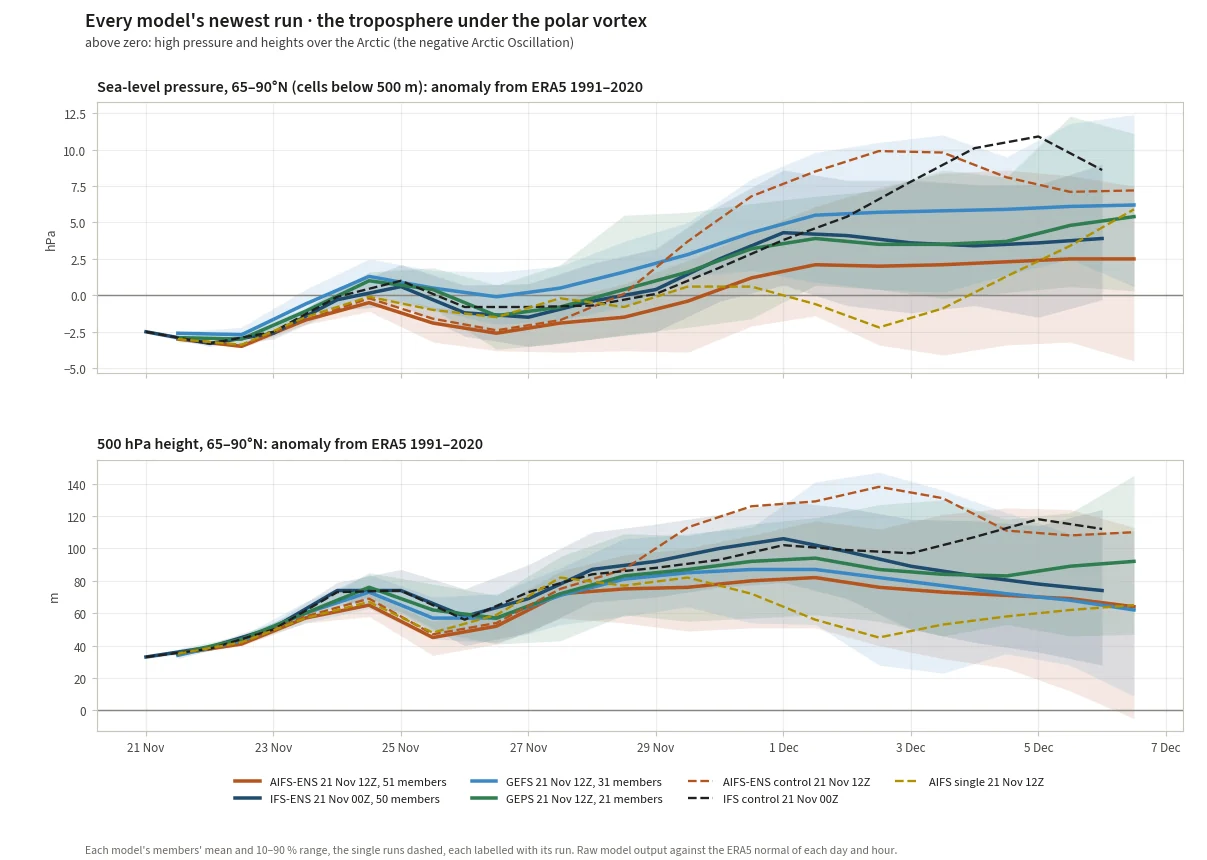 Every model's newest run · the troposphere under the polar vortex
above zero: high pressure and heights over the Arctic (the negative Arctic Oscillation)
Sea-level pressure, 65–90°N (cells below 500 m): anomaly from ERA5 1991–2020
12.5
10.0
7.5
5.0
2.5
0.0
−2.5
−5.0
hPa
500 hPa height, 65–90°N: anomaly from ERA5 1991–2020
140
120
100
80
60
40
20
0
m
21 Nov 23 Nov 25 Nov 27 Nov 29 Nov 1 Dec 3 Dec 5 Dec 7 Dec
AIFS-ENS 21 Nov 12Z, 51 members GEFS 21 Nov 12Z, 31 members AIFS-ENS control 21 Nov 12Z AIFS single 21 Nov 12Z
IFS-ENS 21 Nov 00Z, 50 members GEPS 21 Nov 12Z, 21 members IFS control 21 Nov 00Z
Each model's members' mean and 10–90 % range, the single runs dashed, each labelled with its run. Raw model output against the ERA5 normal of each day and hour.